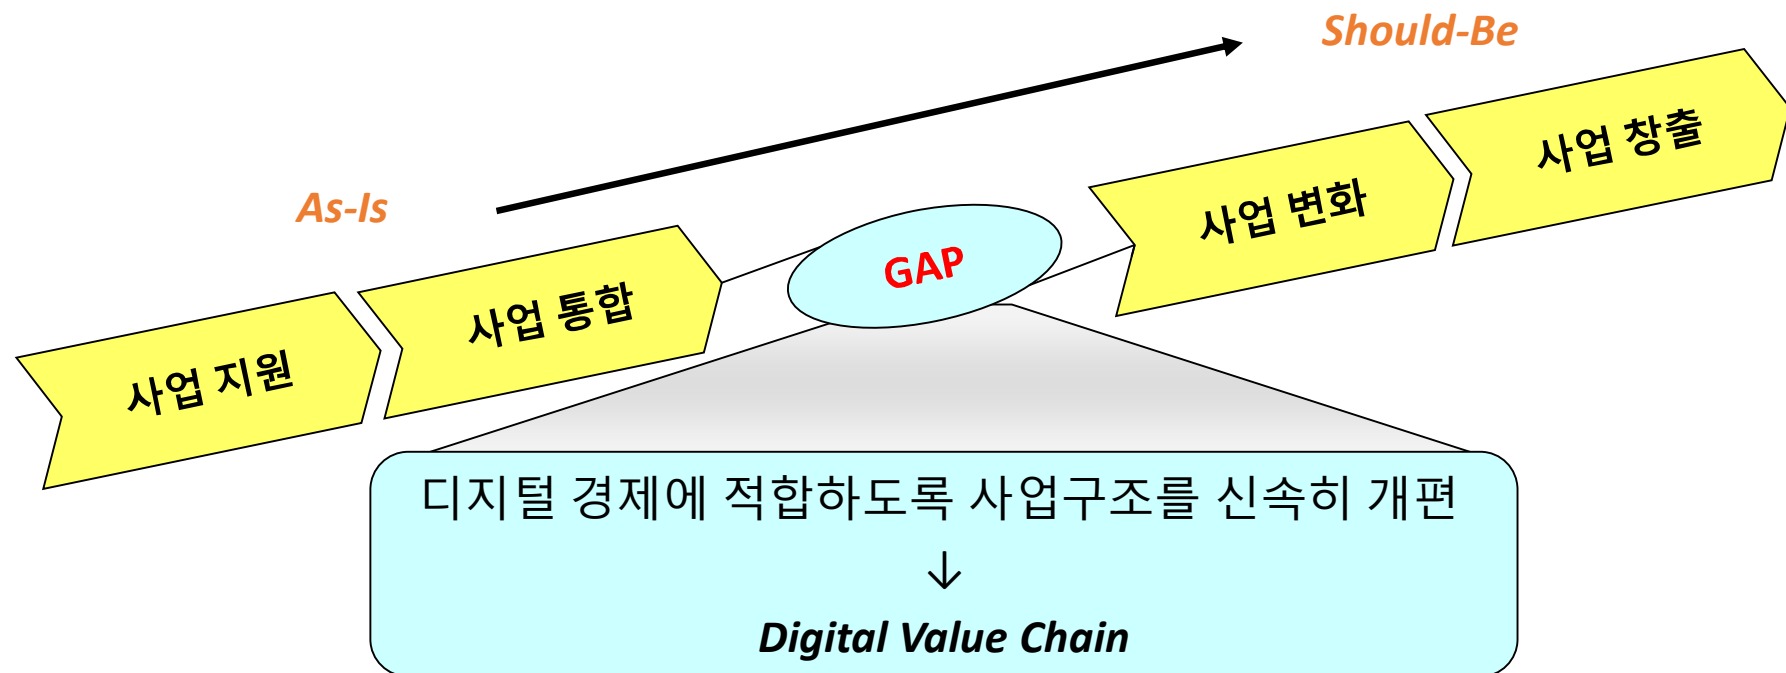 As-Is
Should-Be
사업 지원
사업 통합
GAP
사업 변화
사업 창출
디지털 경제에 적합하도록 사업구조를 신속히 개편
↓
Digital Value Chain